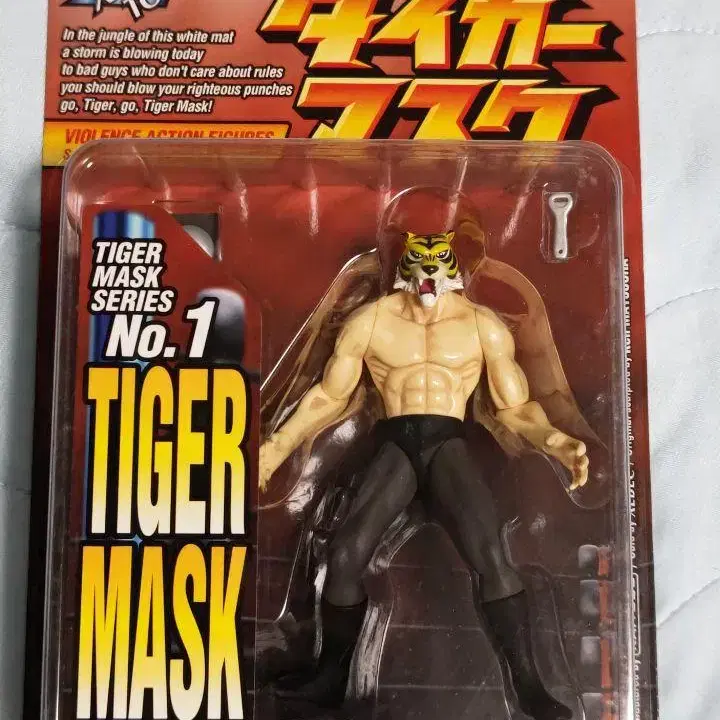 In the jungle of this white mat
a storm is blowing today
to bad guys who don't care about rules
you should blow your righteous punches
go, Tiger, go, Tiger Mask!
タイガー
マスク
VIOLENCE ACTION FIGURES
TIGER
MASK
SERIES
No.1
TIGER
MASK